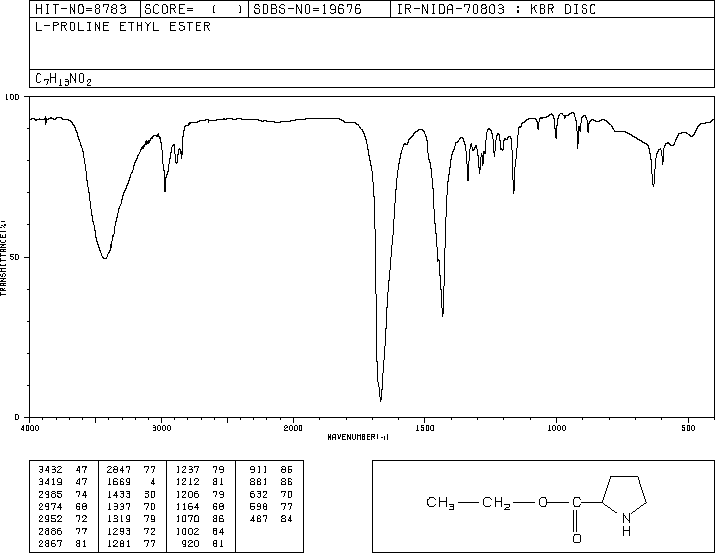 HIT-NO=8783 SCORE= ( ) SDBS-NO=19676 IR-NIDA-70803 : KBR DISC
L-PROLINE ETHYL ESTER
C7H13NO2
100
TRANSMITTANCE(%)
50
0
4000 3000 2000 1500 1000 500
WAVENUMBER(-1)
3432 47 2847 77 1237 79 911 86
3419 47 1669 4 1212 81 881 86
2985 74 1433 30 1206 79 632 70
2974 68 1337 70 1164 68 598 77
2952 72 1319 79 1070 86 487 84
2886 77 1293 72 1002 84
2867 81 1281 77 920 81
CH3 CH2 O C
N
H
O